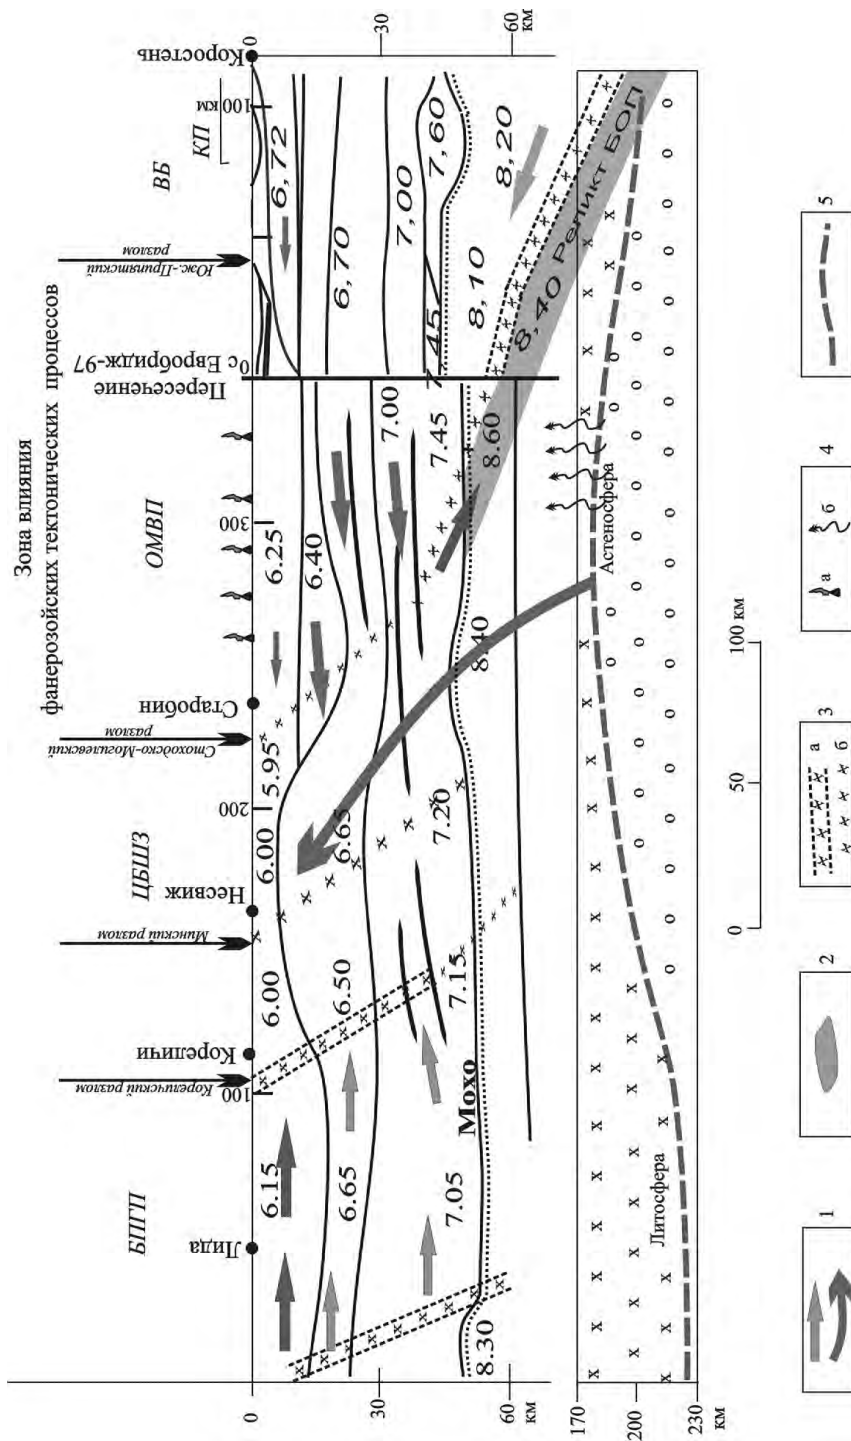 Зона влияния
фанерозойских тектонических процессов
БПГП
ЦБШЗ
ОМВП
ВБ
КП
Лида
Кореличи
Несвиж
Старобин
Пересечение
с Евробридж-97
Коростень
Кореличский разлом
Минский разлом
Стоходско-Могилевский
разлом
Юж.-Припятский
разлом
100
200
300
0
100 км
0
30
60
км
0
30
60
км
6.15
6.00
6.00
5.95
6.25
6,72
6.65
6.50
6.65
6.40
6,70
7.05
7.15
7.20
7.00
7.45
7,00
7,45
7,60
Мохо
8.30
8.40
8.60
8,10
8,20
8,40 Реликт БОП
170
200
230
км
Литосфера
Астеносфера
0
50
100 км
1
2
3
а
б
4
а
б
5